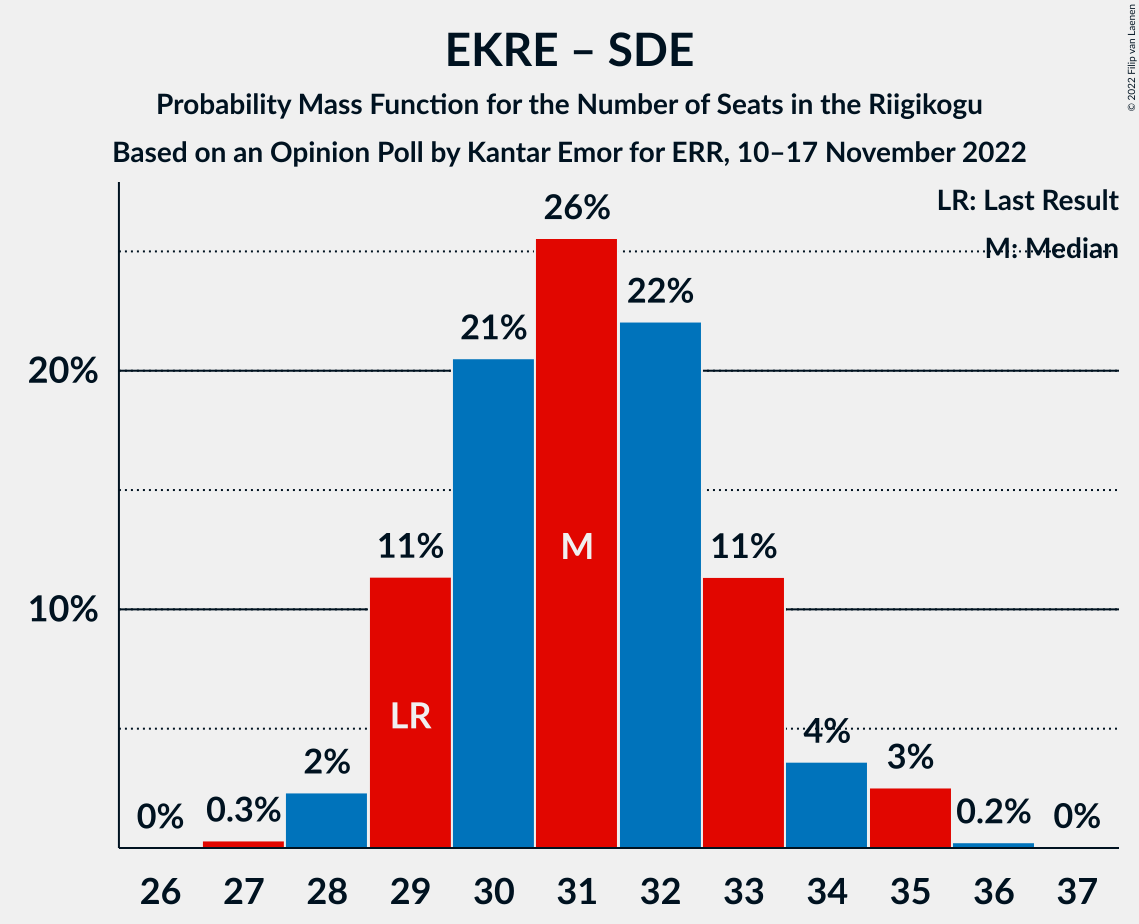 EKRE – SDE
Probability Mass Function for the Number of Seats in the Riigikogu
Based on an Opinion Poll by Kantar Emor for ERR, 10–17 November 2022
© 2022 Filip van Laenen
LR: Last Result
M: Median
26%
22%
21%
20%
11%
M
11%
10%
LR
4%
3%
2%
0%
0.3%
0.2%
0%
26 27 28 29 30 31 32 33 34 35 36 37